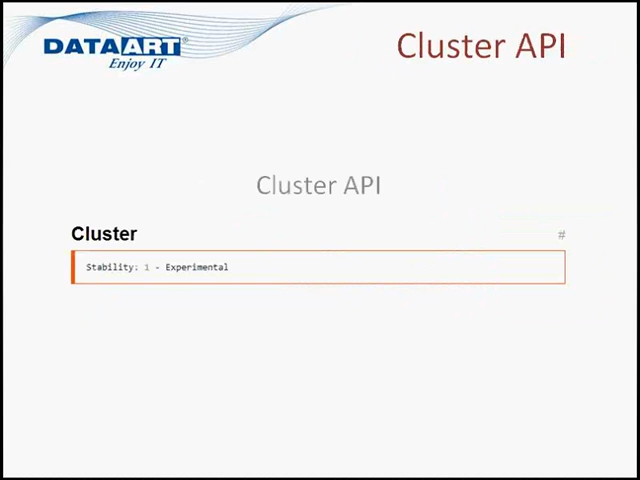 DATAART®
Enjoy IT
Cluster API
Cluster API
Cluster #
Stability: 1 - Experimental